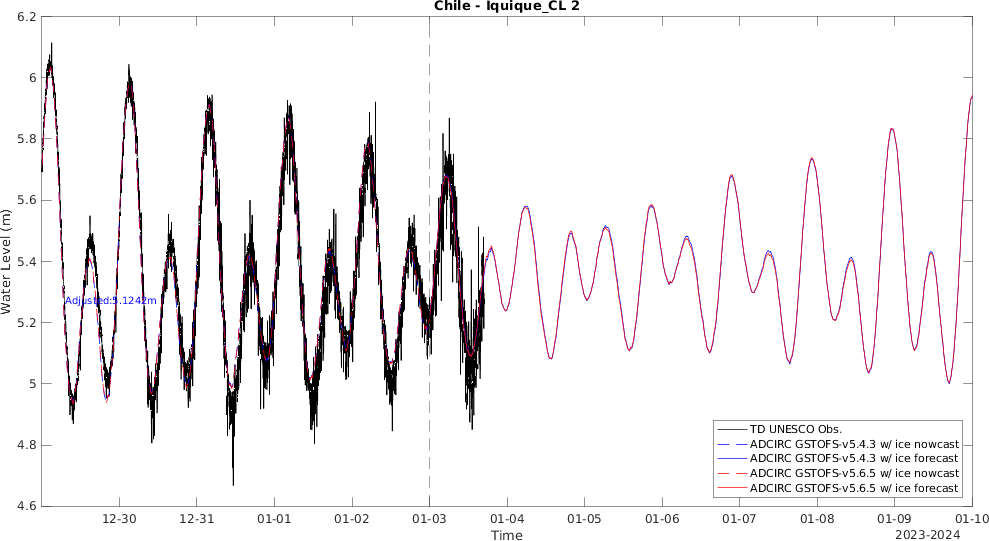 Chile - Iquique_CL 2
6.2
6
5.8
5.6
5.4
5.2
5
4.8
4.6
Water Level (m)
Adjusted:5.1242m
TD UNESCO Obs.
ADCIRC GSTOFS-v5.4.3 w/ ice nowcast
ADCIRC GSTOFS-v5.4.3 w/ ice forecast
ADCIRC GSTOFS-v5.6.5 w/ ice nowcast
ADCIRC GSTOFS-v5.6.5 w/ ice forecast
12-30 12-31 01-01 01-02 01-03 01-04 01-05 01-06 01-07 01-08 01-09 01-10
Time
2023-2024